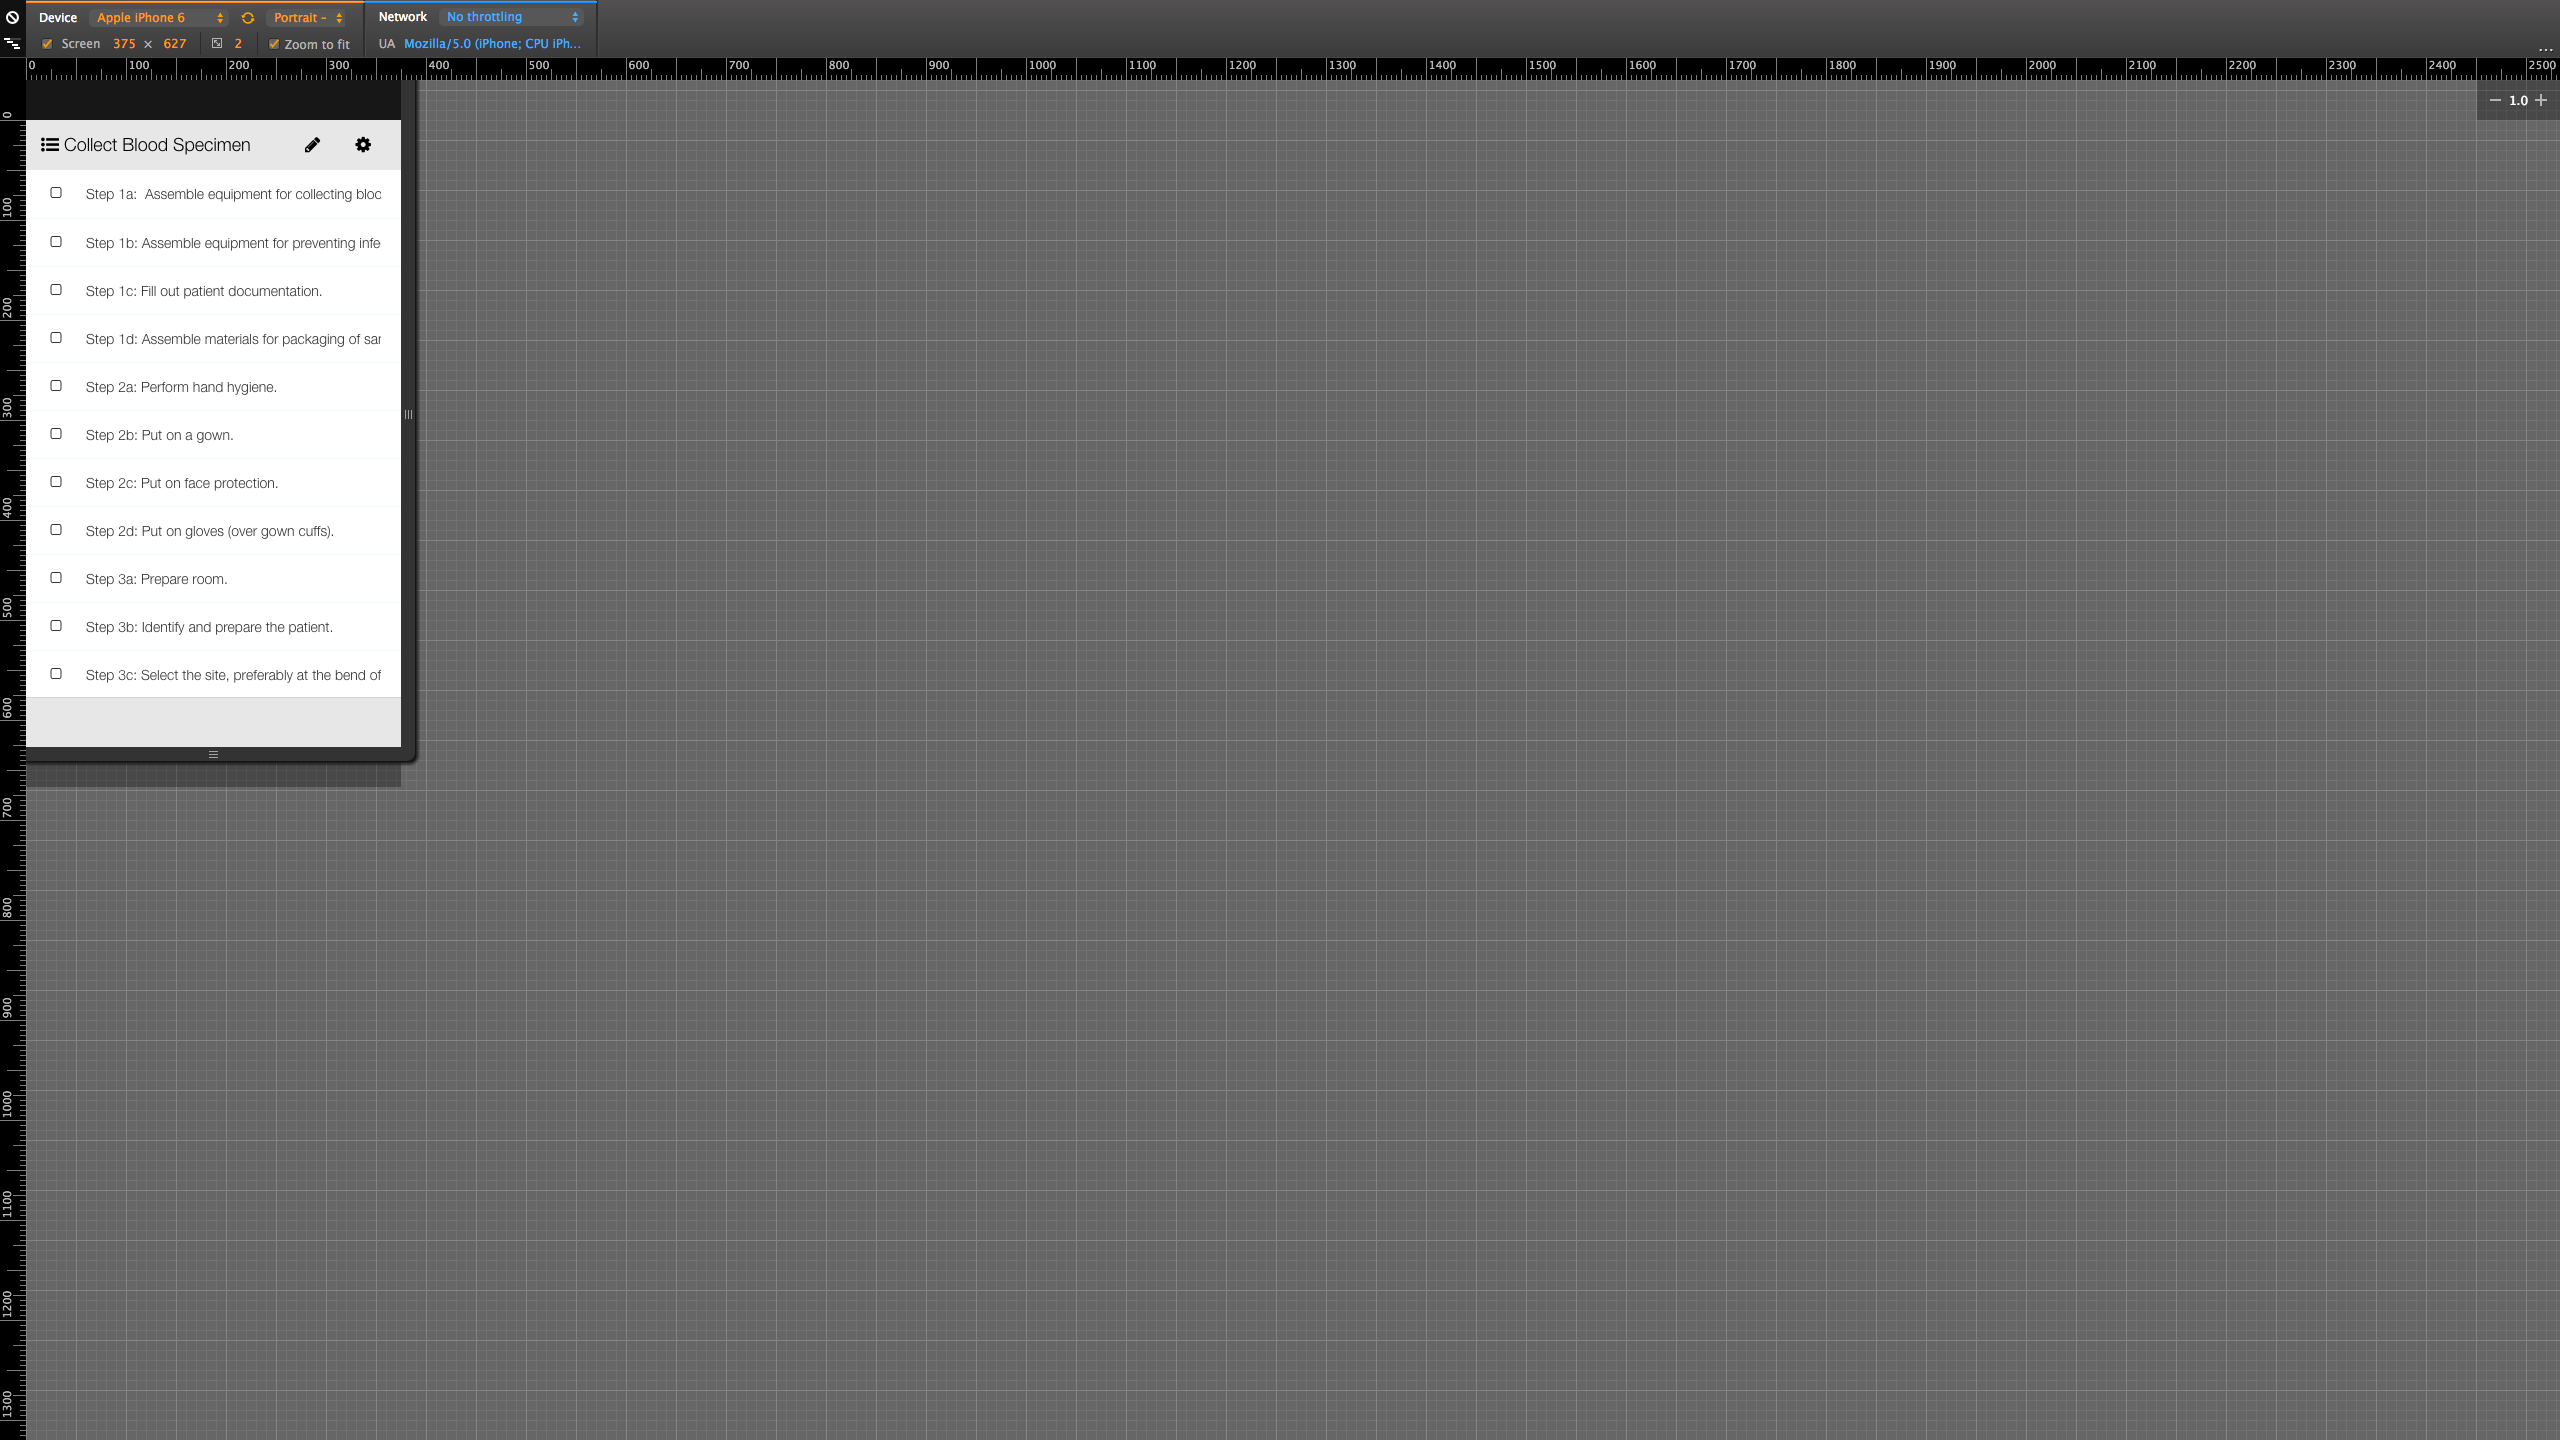 Device Apple iPhone 6 Portrait - Network No throttling
Screen 375 × 627 2 Zoom to fit UA Mozilla/5.0 (iPhone; CPU iPh...
...
0 100 200 300 400 500 600 700 800 900 1000 1100 1200 1300 1400 1500 1600 1700 1800 1900 2000 2100 2200 2300 2400 2500
1.0
Collect Blood Specimen
Step 1a: Assemble equipment for collecting
Step 1b: Assemble equipment for preventing infe
Step 1c: Fill out patient documentation.
Step 1d: Assemble materials for packaging of
Step 2a: Perform hand hygiene.
Step 2b: Put on a gown.
Step 2c: Put on face protection.
Step 2d: Put on gloves (over gown cuffs).
Step 3a: Prepare room.
Step 3b: Identify and prepare the patient.
Step 3c: Select the site, preferably at the bend of
0
100
200
300
400
500
600
700
800
900
1000
1100
1200
1300